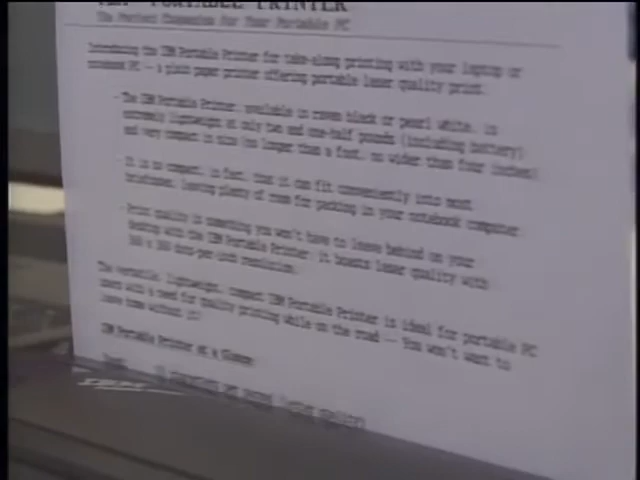 IBM PORTABLE PRINTER
The Perfect Companion for Your Portable PC
Introducing the IBM Portable Printer for take-along printing with your laptop or
notebook PC -- a plain paper printer offering portable laser quality print.
- The IBM Portable Printer, available in raven black or pearl white, is
extremely lightweight at only two and one-half pounds (including battery)
and very compact in size (no longer than a foot, no wider than four inches)
- It is so compact, in fact, that it can fit conveniently into most
briefcases, leaving plenty of room for packing in your notebook computer.
- Print quality is something you won't have to leave behind on your
with the IBM Portable Printer; it boasts laser quality with
360 x 360 dots-per-inch resolution.
The versatile, lightweight, compact IBM Portable Printer is ideal for portable PC
users with a need for quality printing while on the road -- You won't want to
leave home without it!
IBM Portable Printer at a Glance
per second
IBM